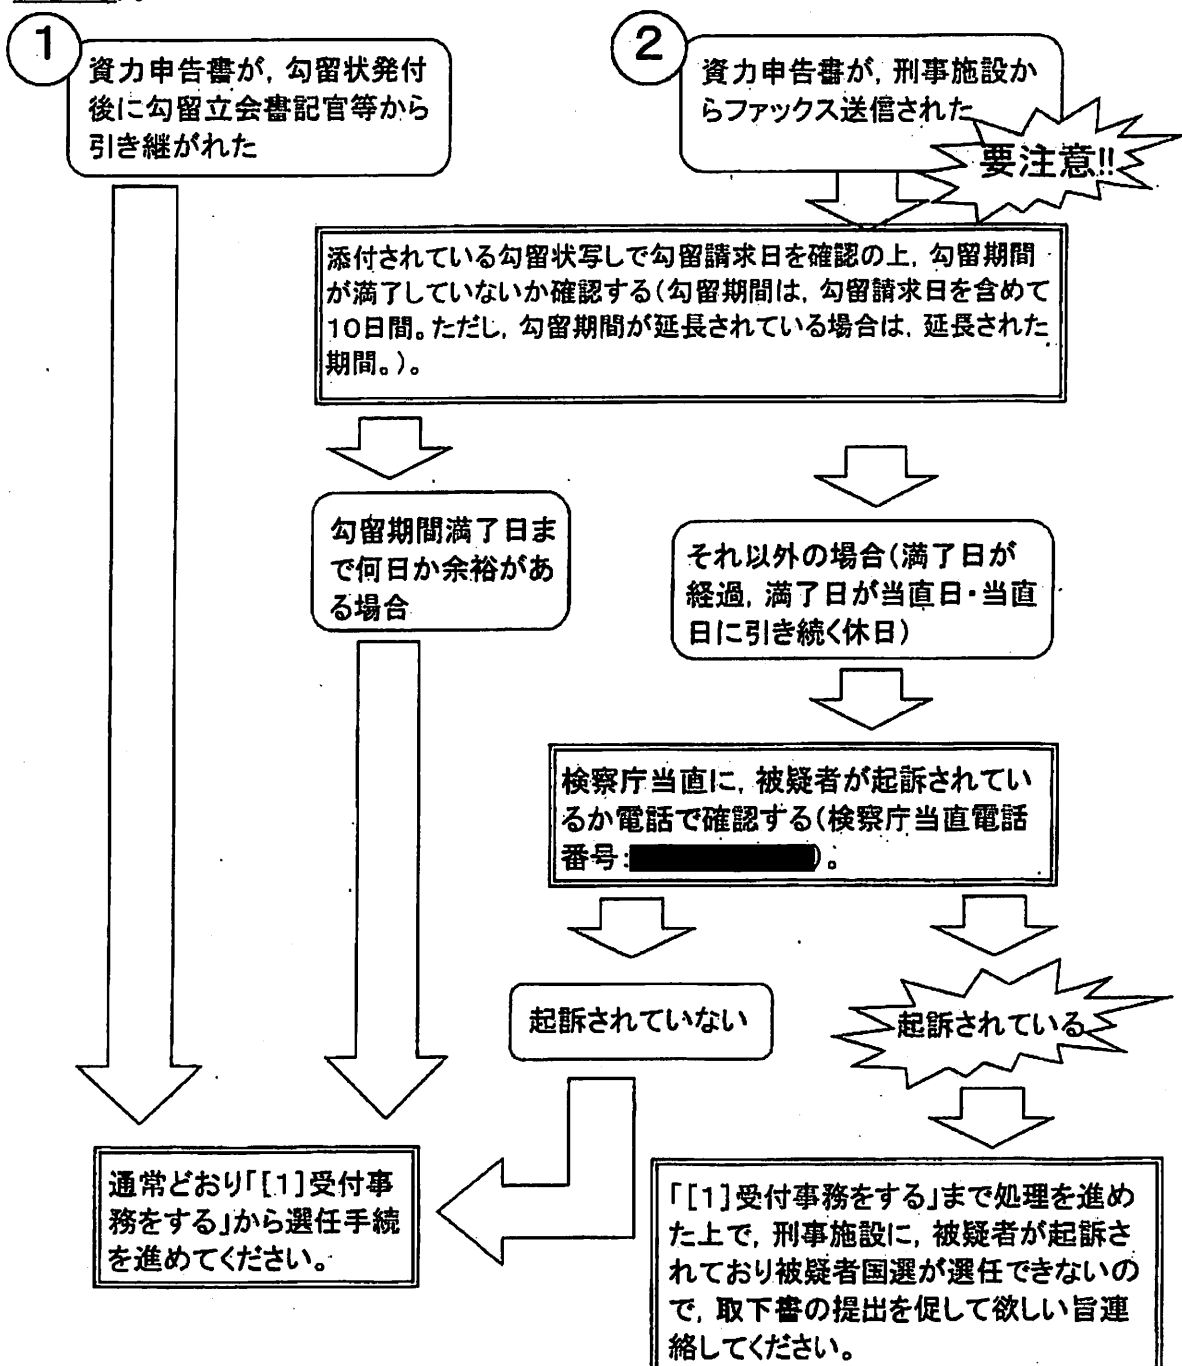 1
資力申告書が，勾留状発付
後に勾留立会書記官等から
引き継がれた
2
資力申告書が，刑事施設か
らファックス送信された
要注意!!
添付されている勾留状写しで勾留請求日を確認の上，勾留期間
が満了していないか確認する（勾留期間は，勾留請求日を含めて
10日間。ただし，勾留期間が延長されている場合は，延長された
期間。）。
勾留期間満了日ま
で何日か余裕があ
る場合
それ以外の場合（満了日が
経過，満了日が当直日・当直
日に引き続く休日）
検察庁当直に，被疑者が起訴されてい
るか電話で確認する（検察庁当直電話
番号：）。
起訴されていない
起訴されている
通常どおり「［1］受付事
務をする」から選任手続
を進めてください。
「［1］受付事務をする」まで処理を進め
た上で，刑事施設に，被疑者が起訴さ
れており被疑者国選が選任できないの
で，取下書の提出を促して欲しい旨連
絡してください。